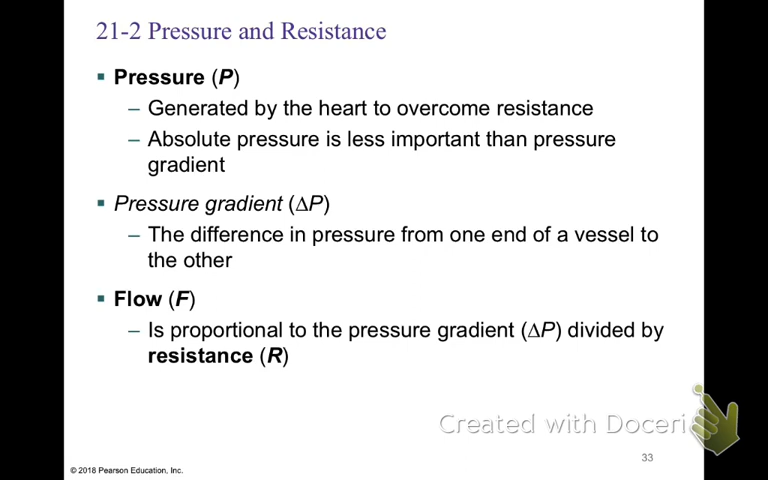 21-2 Pressure and Resistance
▪ Pressure (P)
– Generated by the heart to overcome resistance
– Absolute pressure is less important than pressure
gradient
▪ Pressure gradient (∆P)
– The difference in pressure from one end of a vessel to
the other
▪ Flow (F)
– Is proportional to the pressure gradient (∆P) divided by
resistance (R)
Created with Doceri
33
© 2018 Pearson Education, Inc.